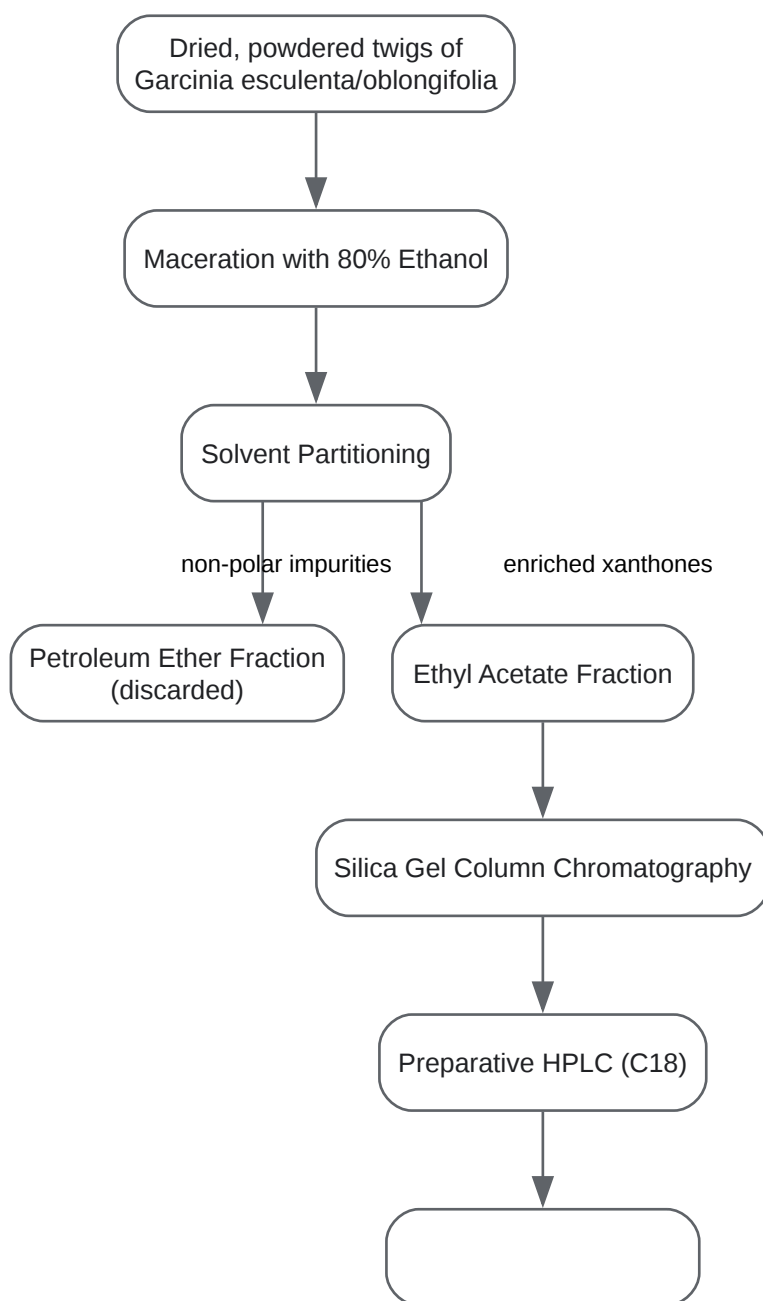 Dried, powdered twigs of
Garcinia esculenta/oblongifolia
Maceration with 80% Ethanol
Solvent Partitioning
non-polar impurities
enriched xanthones
Petroleum Ether Fraction
(discarded)
Ethyl Acetate Fraction
Silica Gel Column Chromatography
Preparative HPLC (C18)